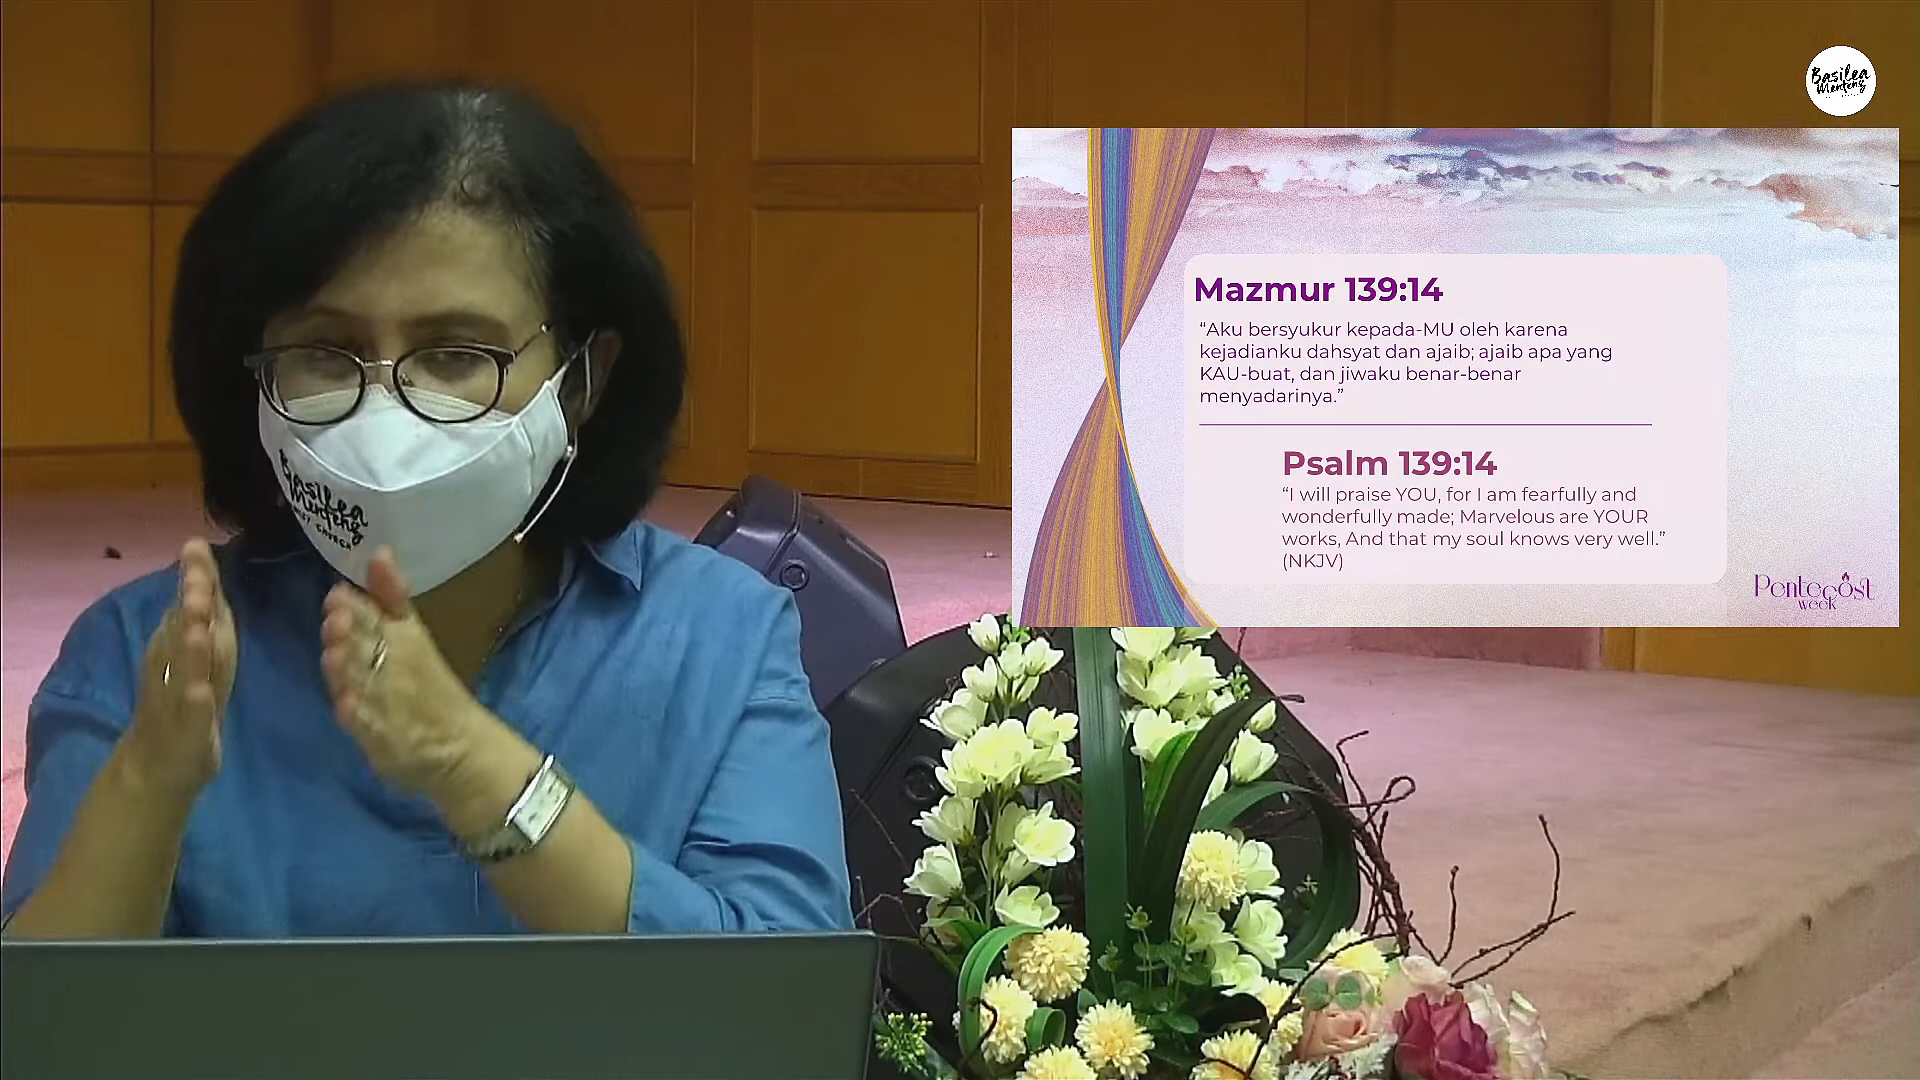 Basilea
Menteng
Mazmur 139:14
“Aku bersyukur kepada-MU oleh karena
kejadianku dahsyat dan ajaib; ajaib apa yang
KAU-buat, dan jiwaku benar-benar
menyadarinya.”
Psalm 139:14
“I will praise YOU, for I am fearfully and
wonderfully made; Marvelous are YOUR
works, And that my soul knows very well.”
(NKJV)
Pentecost
week
Basilea
Menteng
CHURCH